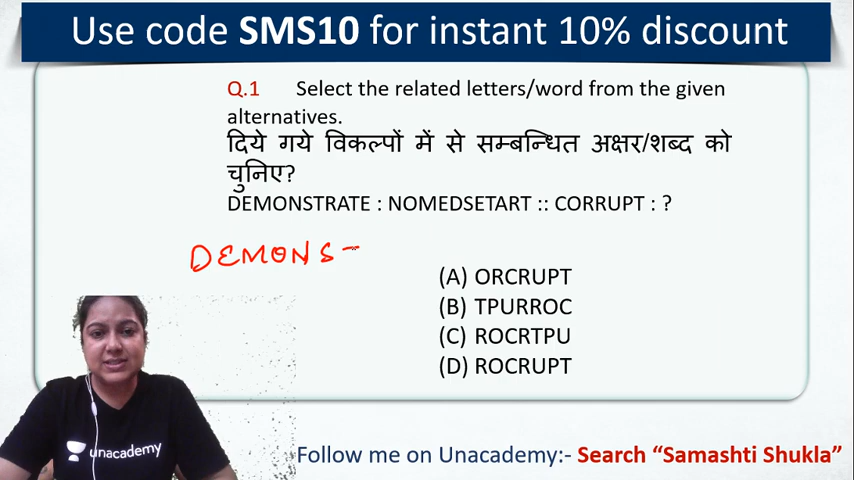 Use code SMS10 for instant 10% discount
Q.1 Select the related letters/word from the given
alternatives.
दिये गये विकल्पों में से सम्बन्धित अक्षर/शब्द को
चुनिए?
DEMONSTRATE : NOMEDSETART :: CORRUPT : ?
DEMONS
(A) ORCRUPT
(B) TPURROC
(C) ROCRTPU
(D) ROCRUPT
unacademy
Follow me on Unacademy:- Search “Samashti Shukla”